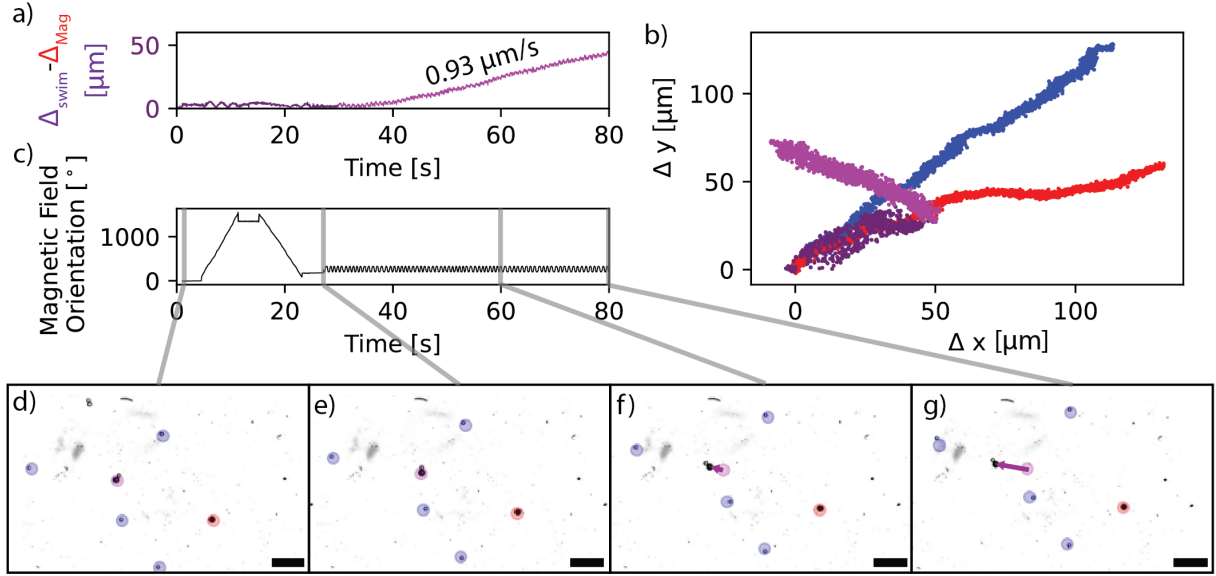 a)
Δswim-ΔMag
[µm]
50
0
0.93 µm/s
0 20 40 60 80
Time [s]
b)
Δ y [µm]
100
50
0
0 50 100
Δ x [µm]
c)
Magnetic Field
Orientation [°]
1000
0
0 20 40 60 80
Time [s]
d)
e)
f)
g)